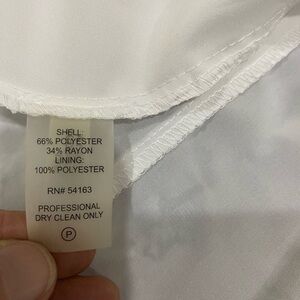 SHELL:
66% POLYESTER
34% RAYON
LINING:
100% POLYESTER
RN# 54163
PROFESSIONAL
DRY CLEAN ONLY
P